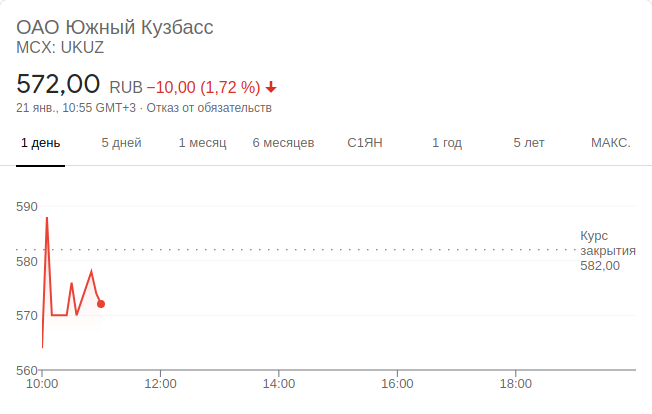 ОАО Южный Кузбасс
MCX: UKUZ
572,00 RUB −10,00 (1,72 %)
21 янв., 10:55 GMT+3 · Отказ от обязательств
1 день 5 дней 1 месяц 6 месяцев С1ЯН 1 год 5 лет МАКС.
590
Курс
закрытия
582,00
580
570
560
10:00 12:00 14:00 16:00 18:00